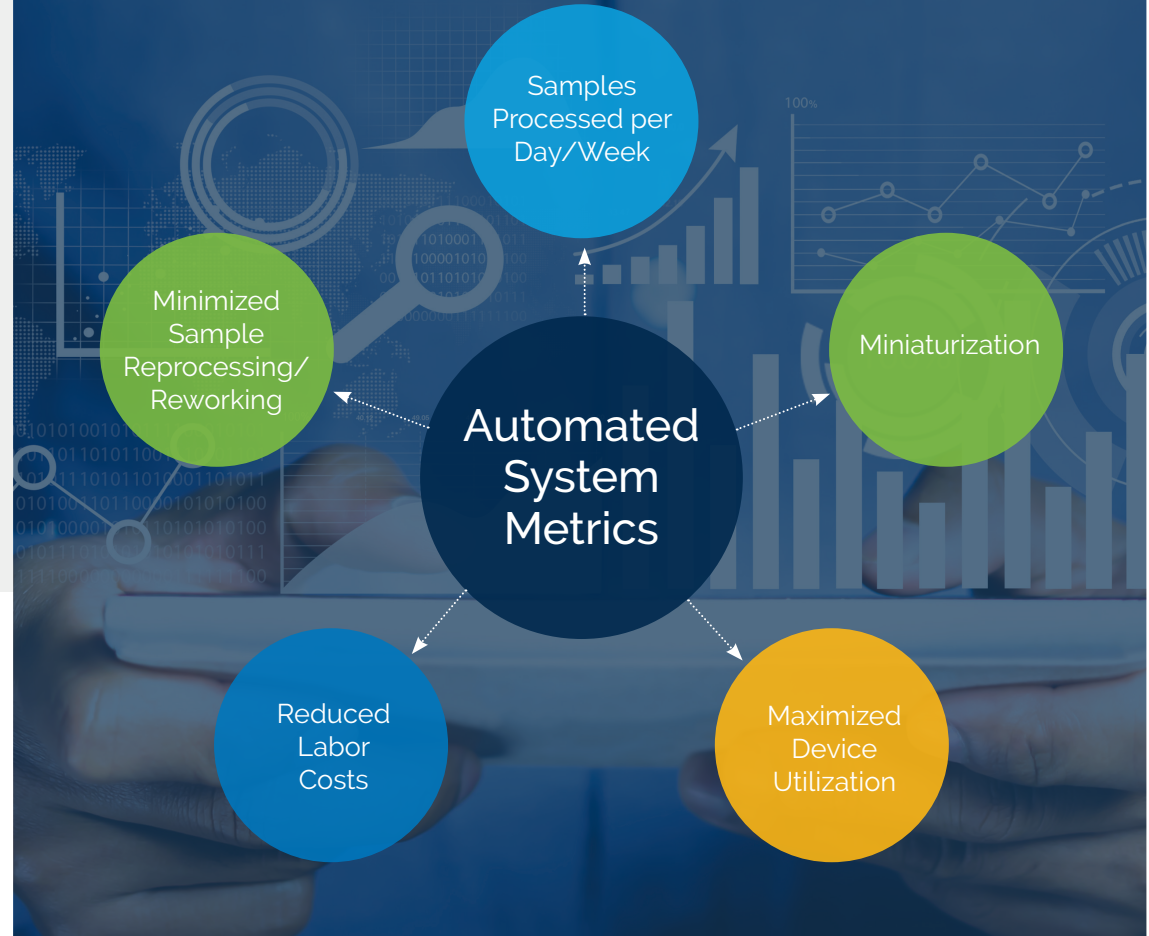 Samples
Processed per
Day/Week
100%
Minimized
Sample
Reprocessing/
Reworking
Miniaturization
Automated
System
Metrics
Reduced
Labor
Costs
Maximized
Device
Utilization